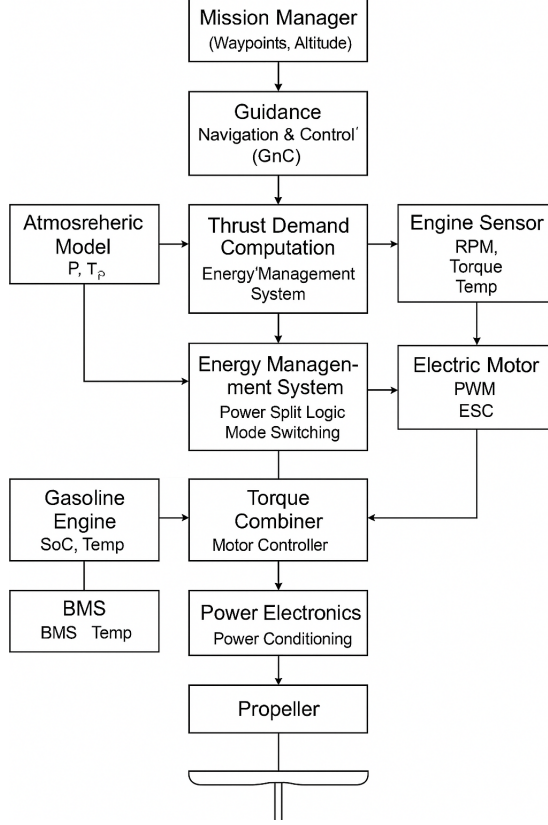 Mission Manager
(Waypoints, Altitude)
Guidance
Navigation & Control'
(GnC)
Atmosreheric
Model
P, Tρ
Thrust Demand
Computation
Energy'Management
System
Engine Sensor
RPM,
Torque
Temp
Energy Managen-
ment System
Power Split Logic
Mode Switching
Electric Motor
PWM
ESC
Gasoline
Engine
SoC, Temp
Torque
Combiner
Motor Controller
BMS
BMS Temp
Power Electronics
Power Conditioning
Propeller